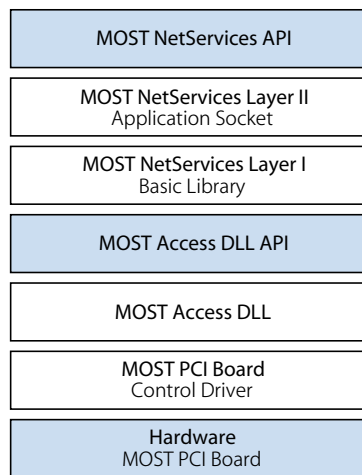 MOST NetServices API
MOST NetServices Layer II
Application Socket
MOST NetServices Layer I
Basic Library
MOST Access DLL API
MOST Access DLL
MOST PCI Board
Control Driver
Hardware
MOST PCI Board